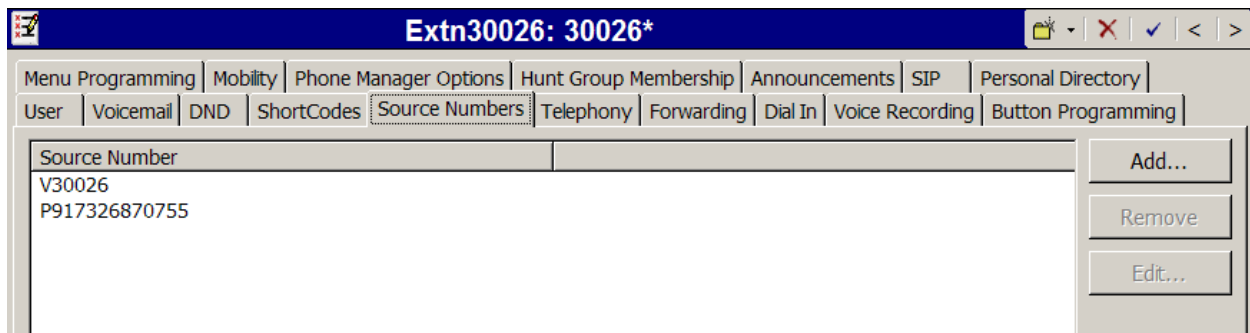 Extn30026: 30026*
< >
Menu Programming Mobility Phone Manager Options Hunt Group Membership Announcements SIP Personal Directory
User Voicemail DND ShortCodes Source Numbers Telephony Forwarding Dial In Voice Recording Button Programming
Source Number
V30026
P917326870755
Add...
Remove
Edit...